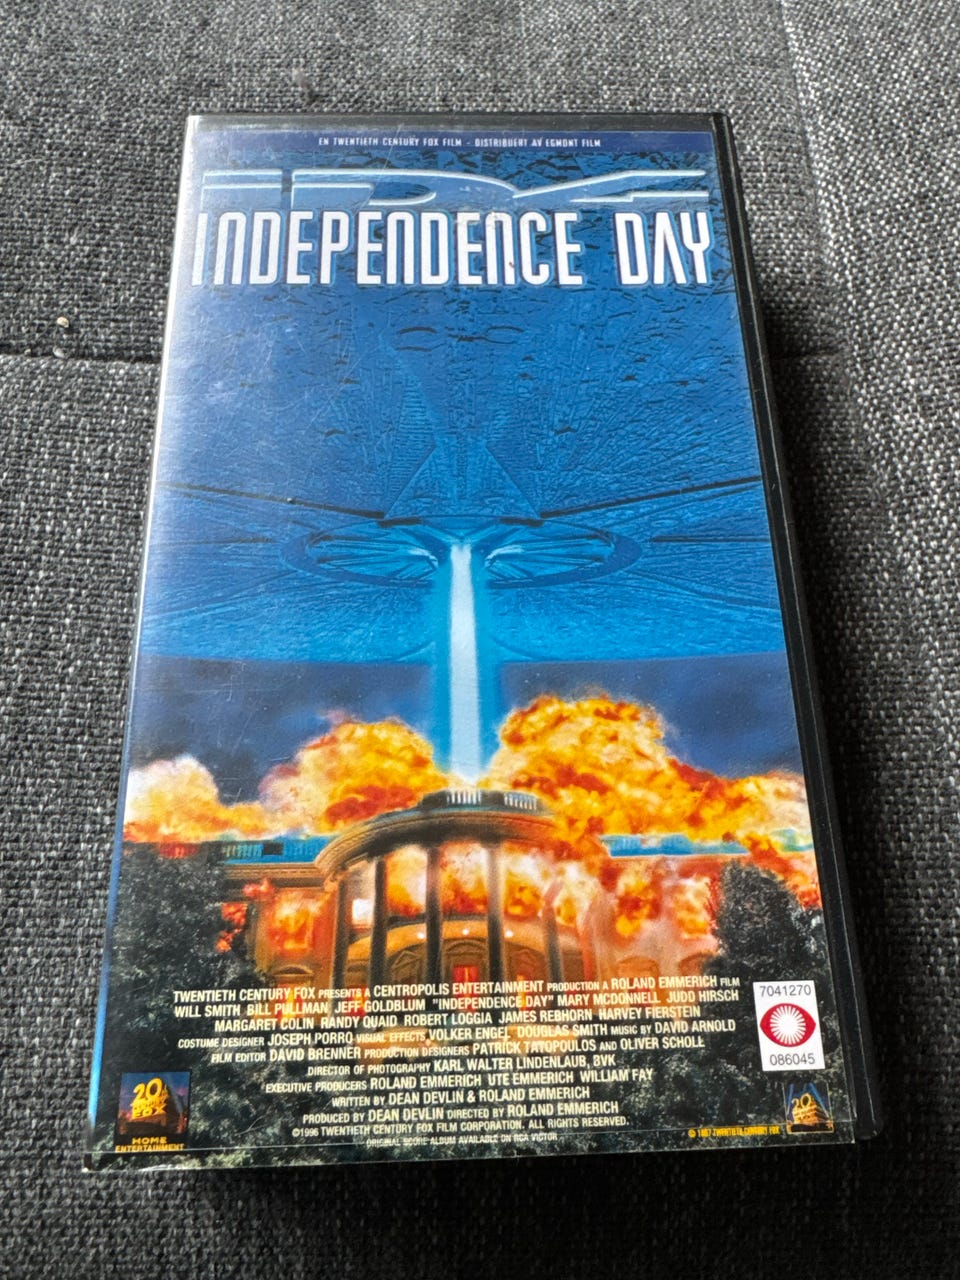 EN TWENTIETH CENTURY FOX FILM - DISTRIBUERT AV EGMONT FILM
ID4
INDEPENDENCE DAY
TWENTIETH CENTURY FOX PRESENTS A CENTROPOLIS ENTERTAINMENT PRODUCTION A ROLAND EMMERICH FILM
WILL SMITH BILL PULLMAN JEFF GOLDBLUM "INDEPENDENCE DAY" MARY MCDONNELL JUDD HIRSCH
MARGARET COLIN RANDY QUAID ROBERT LOGGIA JAMES REBHORN HARVEY FIERSTEIN
COSTUME DESIGNER JOSEPH PORRO VISUAL EFFECTS VOLKER ENGEL, DOUGLAS SMITH MUSIC BY DAVID ARNOLD
FILM EDITOR DAVID BRENNER PRODUCTION DESIGNERS PATRICK TATOPOULOS AND OLIVER SCHOLL
DIRECTOR OF PHOTOGRAPHY KARL WALTER LINDENLAUB, BVK
EXECUTIVE PRODUCERS ROLAND EMMERICH UTE EMMERICH WILLIAM FAY
WRITTEN BY DEAN DEVLIN & ROLAND EMMERICH
PRODUCED BY DEAN DEVLIN DIRECTED BY ROLAND EMMERICH
©1996 TWENTIETH CENTURY FOX FILM CORPORATION. ALL RIGHTS RESERVED.
ORIGINAL SCORE ALBUM AVAILABLE ON RCA VICTOR
7041270
086045
20th
CENTURY
FOX
HOME
ENTERTAINMENT
© 1997 TWENTIETH CENTURY FOX
20th